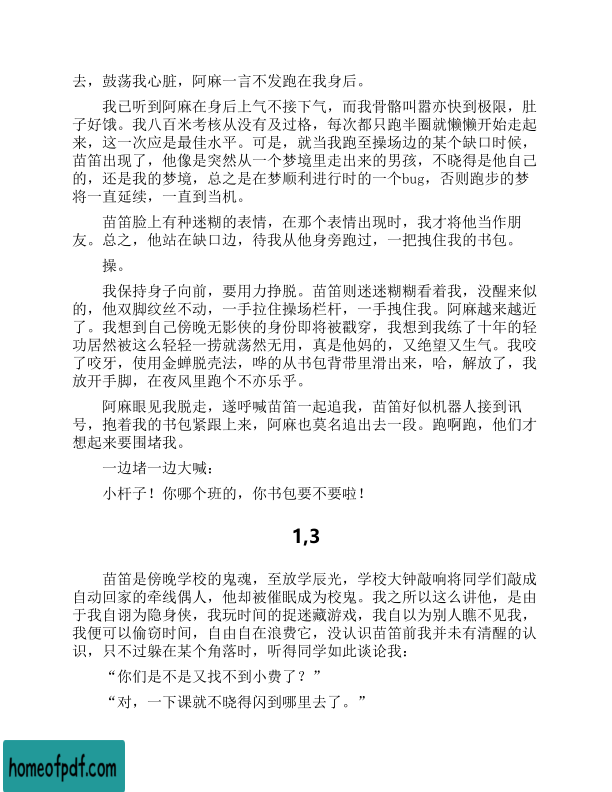 去，鼓荡我心脏，阿麻一言不发跑在我身后。
我已听到阿麻在身后上气不接下气，而我骨骼叫嚣亦快到极限，肚
子好饿。我八百米考核从没有及过格，每次都只跑半圈就懒懒开始走起
来，这一次应是最佳水平。可是，就当我跑至操场边的某个缺口时候，
苗笛出现了，他像是突然从一个梦境里走出来的男孩，不晓得是他自己
的，还是我的梦境，总之是在梦顺利进行时的一个bug，否则跑步的梦
将一直延续，一直到当机。
苗笛脸上有种迷糊的表情，在那个表情出现时，我才将他当作朋
友。总之，他站在缺口边，待我从他身旁跑过，一把拽住我的书包。
操。
我保持身子向前，要用力挣脱。苗笛则迷迷糊糊看着我，没醒来似
的，他双脚纹丝不动，一手拉住操场栏杆，一手拽住我。阿麻越来越近
了。我想到自己傍晚无影侠的身份即将被戳穿，我想到我练了十年的轻
功居然被这么轻轻一捞就荡然无用，真是他妈的，又绝望又生气。我咬
了咬牙，使用金蝉脱壳法，哗的从书包背带里滑出来，哈，解放了，我
放开手脚，在夜风里跑个不亦乐乎。
阿麻眼见我脱走，遂呼喊苗笛一起追我，苗笛好似机器人接到讯
号，抱着我的书包紧跟上来，阿麻也莫名追出去一段。跑啊跑，他们才
想起来要围堵我。
一边堵一边大喊：
小杆子！你哪个班的，你书包要不要啦！
1,3
苗笛是傍晚学校的鬼魂，至放学辰光，学校大钟敲响将同学们敲成
自动回家的牵线偶人，他却被催眠成为校鬼。我之所以这么讲他，是由
于我自诩为隐身侠，我玩时间的捉迷藏游戏，我自以为别人瞧不见我，
我便可以偷窃时间，自由自在浪费它，没认识苗笛前我并未有清醒的认
识，只不过躲在某个角落时，听得同学如此谈论我：
“你们是不是又找不到小费了？”
“对，一下课就不晓得闪到哪里去了。”
homeofpdf.com